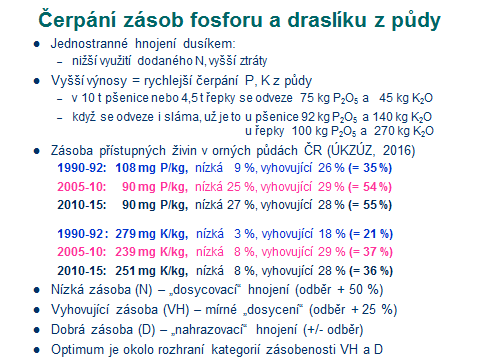 Čerpání zásob fosforu a draslíku z půdy
● Jednostranné hnojení dusíkem:
– nižší využití dodaného N, vyšší ztráty
● Vyšší výnosy = rychlejší čerpání P, K z půdy
– v 10 t pšenice nebo 4,5 t řepky se odveze 75 kg P₂O₅ a 45 kg K₂O
– když se odveze i sláma, už je to u pšenice 92 kg P₂O₅ a 140 kg K₂O
u řepky 100 kg P₂O₅ a 270 kg K₂O
● Zásoba přístupných živin v orných půdách ČR (ÚKZÚZ, 2016)
1990-92: 108 mg P/kg, nízká 9 %, vyhovující 26 % (= 35 %)
2005-10: 90 mg P/kg, nízká 25 %, vyhovující 29 % (= 54 %)
2010-15: 90 mg P/kg, nízká 27 %, vyhovující 28 % (= 55 %)
1990-92: 279 mg K/kg, nízká 3 %, vyhovující 18 % (= 21 %)
2005-10: 239 mg K/kg, nízká 8 %, vyhovující 29 % (= 37 %)
2010-15: 251 mg K/kg, nízká 8 %, vyhovující 28 % (= 36 %)
● Nízká zásoba (N) – „dosycovací“ hnojení (odběr + 50 %)
● Vyhovující zásoba (VH) – mírné „dosycení“ (odběr + 25 %)
● Dobrá zásoba (D) – „nahrazovací“ hnojení (+/- odběr)
● Optimum je okolo rozhraní kategorií zásobenosti VH a D